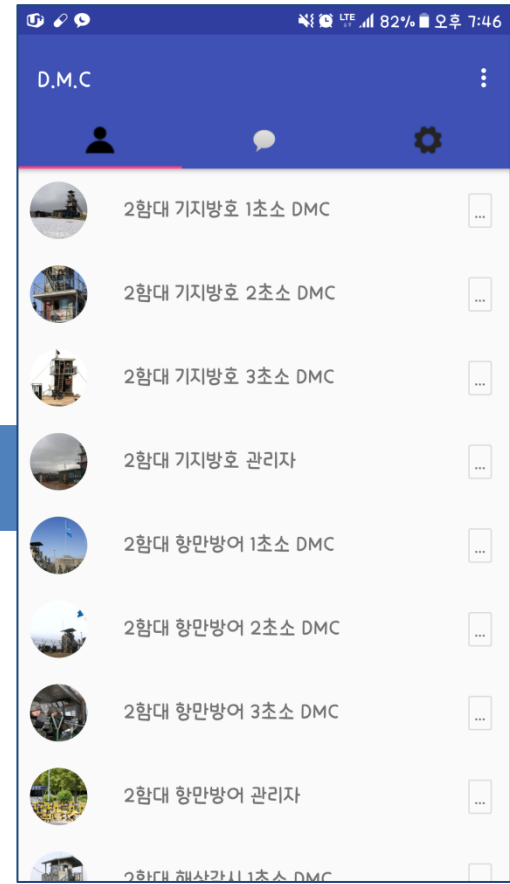 LTE 82% 오후 7:46
D.M.C
2함대 기지방호 1초소 DMC
...
2함대 기지방호 2초소 DMC
...
2함대 기지방호 3초소 DMC
...
2함대 기지방호 관리자
...
2함대 항만방어 1초소 DMC
...
2함대 항만방어 2초소 DMC
...
2함대 항만방어 3초소 DMC
...
2함대 항만방어 관리자
...
2함대 해상감시 1초소 DMC